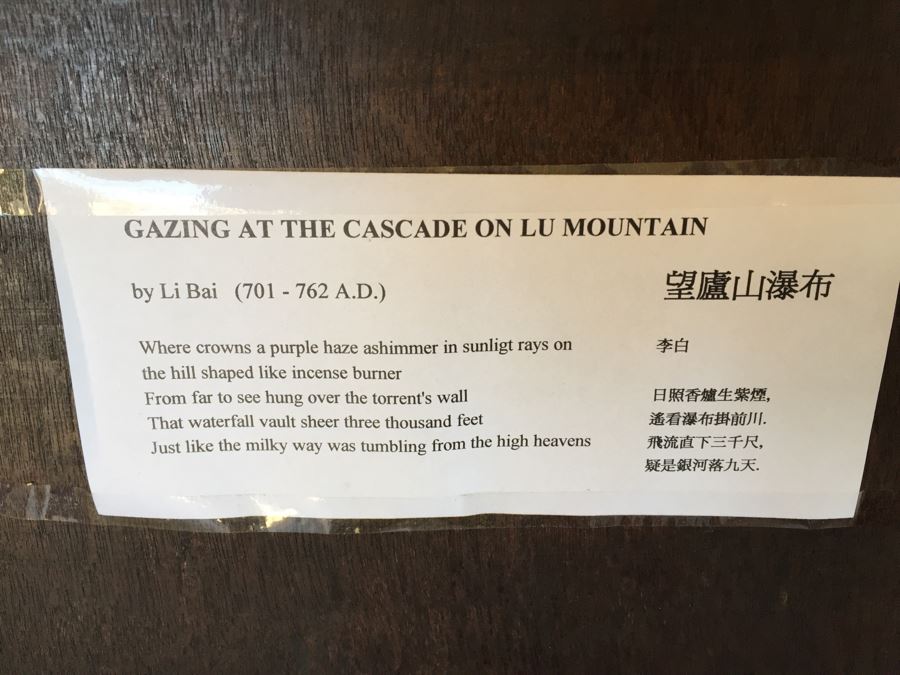 GAZING AT THE CASCADE ON LU MOUNTAIN
by Li Bai (701 - 762 A.D.)
Where crowns a purple haze ashimmer in sunligt rays on
the hill shaped like incense burner
From far to see hung over the torrent's wall
That waterfall vault sheer three thousand feet
Just like the milky way was tumbling from the high heavens
望廬山瀑布
李白
日照香爐生紫煙,
遙看瀑布掛前川.
飛流直下三千尺,
疑是銀河落九天.